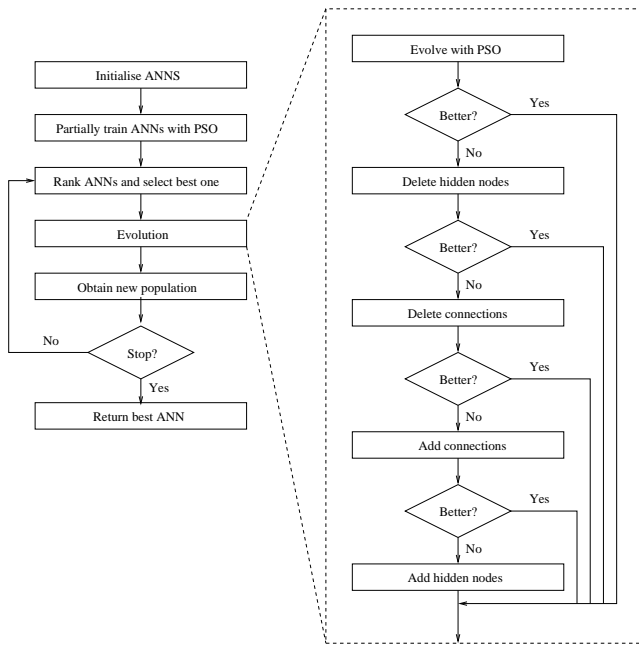 Initialise ANNS
Partially train ANNs with PSO
Rank ANNs and select best one
Evolution
Obtain new population
No
Stop?
Yes
Return best ANN
Evolve with PSO
Yes
Better?
No
Delete hidden nodes
Yes
Better?
No
Delete connections
Yes
Better?
No
Add connections
Yes
Better?
No
Add hidden nodes